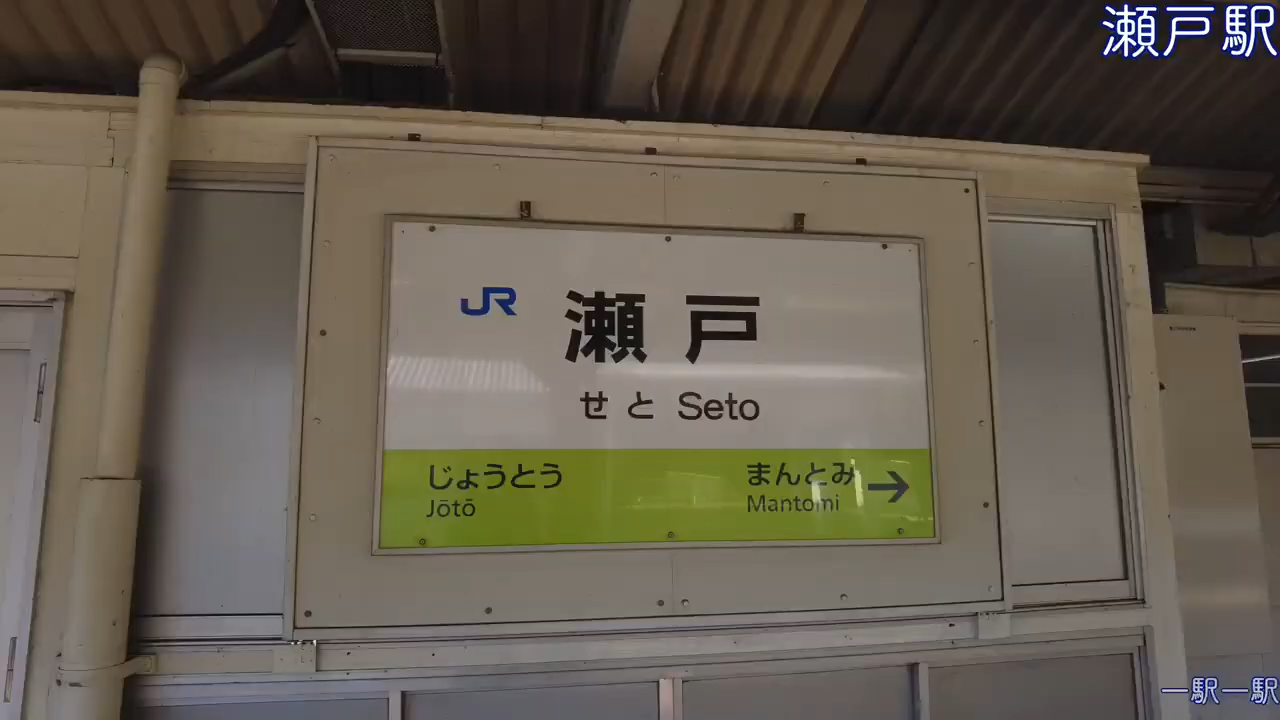 瀬戸駅
JR 瀬戸
せと Seto
じょうとう
Jōtō
まんとみ →
Mantomi
一駅一駅